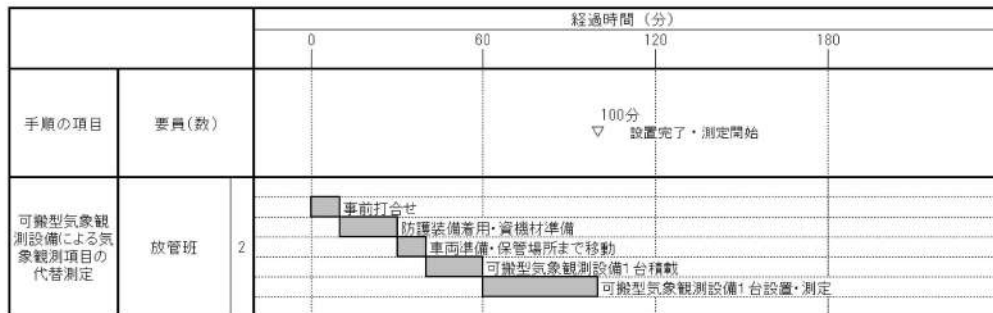 経過時間（分）
0 60 120 180
手順の項目 要員(数)
100分
▽ 設置完了・測定開始
可搬型気象観
測設備による気
象観測項目の
代替測定
放管班 2
事前打合せ
防護装備着用・資機材準備
車両準備・保管場所まで移動
可搬型気象観測設備1台積載
可搬型気象観測設備1台設置・測定